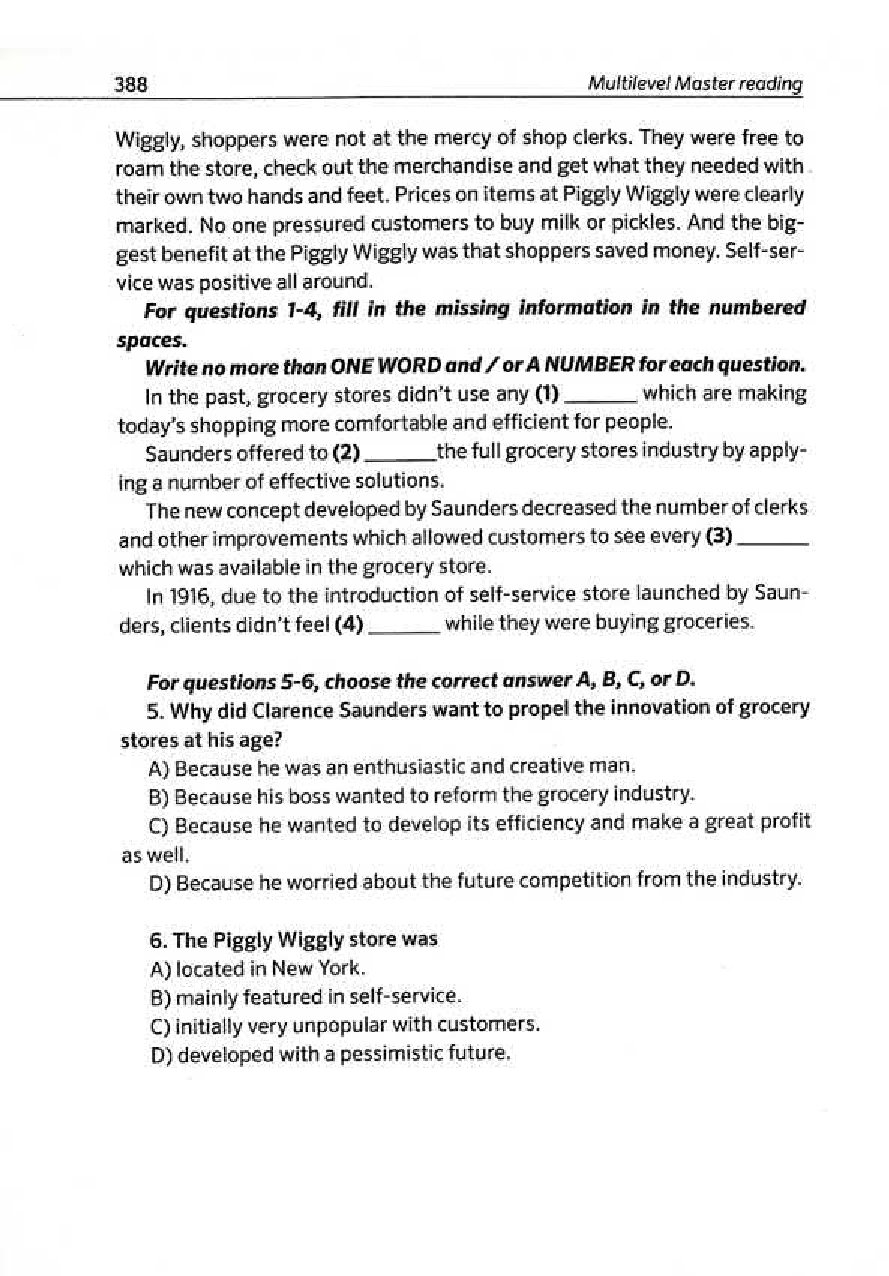 388
Multilevel Master reading
Wiggly, shoppers were not at the mercy of shop clerks. They were free to
roam the store, check out the merchandise and get what they needed with
their own two hands and feet. Prices on items at Piggly Wiggly were clearly
marked. No one pressured customers to buy milk or pickles. And the big-
gest benefit at the Piggly Wiggly was that shoppers saved money. Self-ser-
vice was positive all around.
For questions 1-4, fill in the missing information in the numbered
spaces.
Write no more than ONE WORD and / or A NUMBER for each question.
In the past, grocery stores didn't use any (1) ______ which are making
today's shopping more comfortable and efficient for people.
Saunders offered to (2) ______the full grocery stores industry by apply-
ing a number of effective solutions.
The new concept developed by Saunders decreased the number of clerks
and other improvements which allowed customers to see every (3) ______
which was available in the grocery store.
In 1916, due to the introduction of self-service store launched by Saun-
ders, clients didn't feel (4) ______ while they were buying groceries.
For questions 5-6, choose the correct answer A, B, C, or D.
5. Why did Clarence Saunders want to propel the innovation of grocery
stores at his age?
A) Because he was an enthusiastic and creative man.
B) Because his boss wanted to reform the grocery industry.
C) Because he wanted to develop its efficiency and make a great profit
as well.
D) Because he worried about the future competition from the industry.
6. The Piggly Wiggly store was
A) located in New York.
B) mainly featured in self-service.
C) initially very unpopular with customers.
D) developed with a pessimistic future.